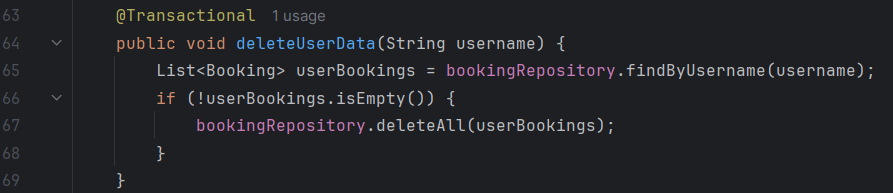 63 @Transactional 1 usage
64 public void deleteUserData(String username) {
65 List<Booking> userBookings = bookingRepository.findByUsername(username);
66 if (!userBookings.isEmpty()) {
67 bookingRepository.deleteAll(userBookings);
68 }
69 }